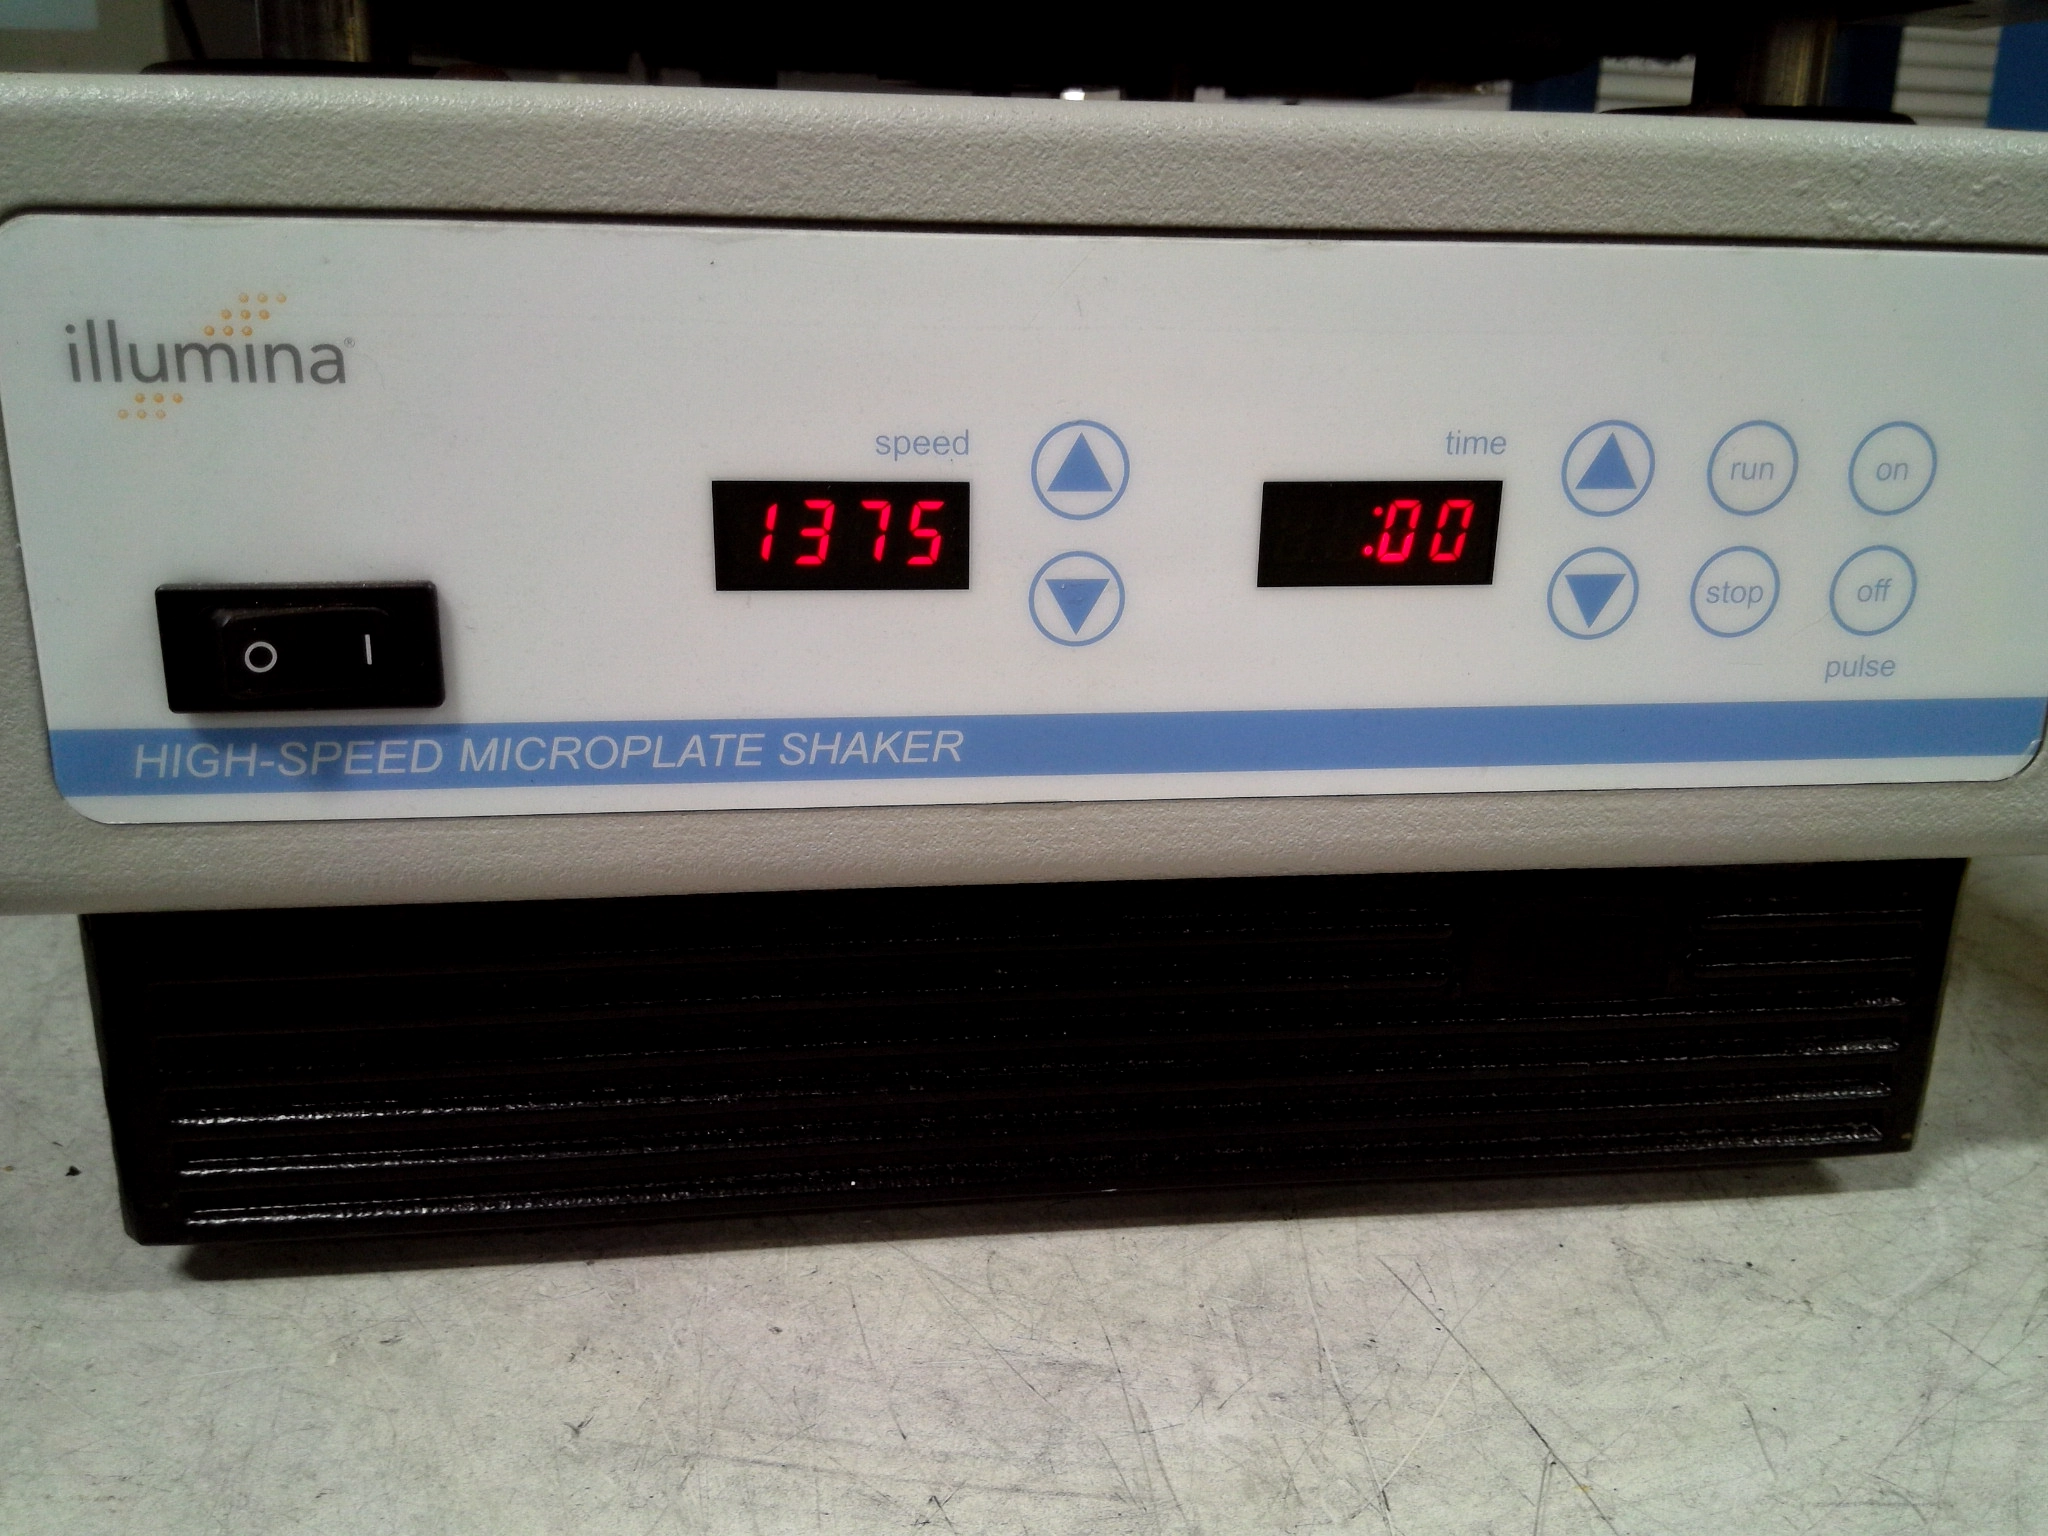 illumina®
speed
time
1375
:00
run
on
stop
off
pulse
O I
HIGH-SPEED MICROPLATE SHAKER